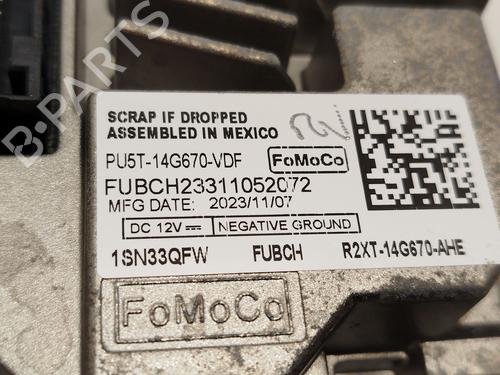 B-PARTS
SCRAP IF DROPPED
ASSEMBLED IN MEXICO
PU5T-14G670-VDF FoMoCo
FUBCH23311052072
MFG DATE: 2023/11/07
DC 12V NEGATIVE GROUND
1SN33QFW FUBCH R2XT-14G670-AHE
FoMoCo